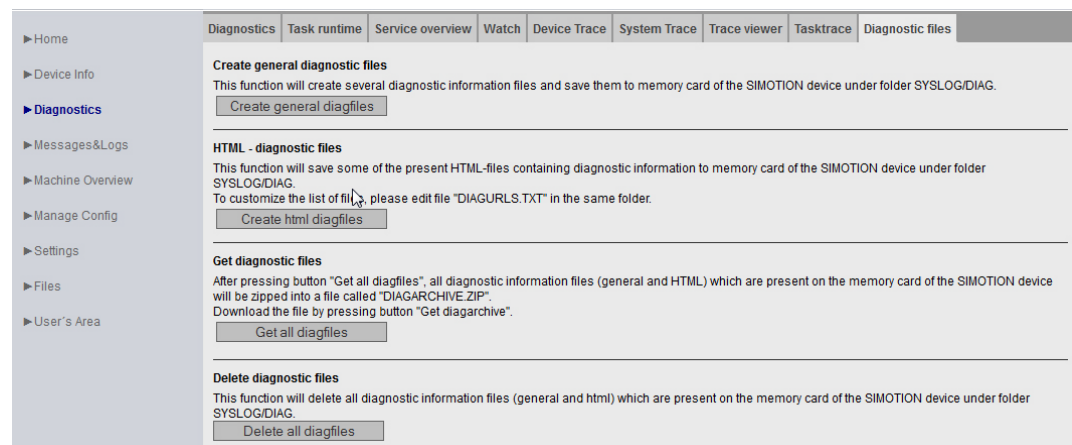 Diagnostics Task runtime Service overview Watch Device Trace System Trace Trace viewer Tasktrace Diagnostic files
Home
Device Info
Diagnostics
Messages&Logs
Machine Overview
Manage Config
Settings
Files
User´s Area
Create general diagnostic files
This function will create several diagnostic information files and save them to memory card of the SIMOTION device under folder SYSLOG/DIAG.
Create general diagfiles
HTML - diagnostic files
This function will save some of the present HTML-files containing diagnostic information to memory card of the SIMOTION device under folder
SYSLOG/DIAG.
To customize the list of files, please edit file "DIAGURLS.TXT" in the same folder.
Create html diagfiles
Get diagnostic files
After pressing button "Get all diagfiles", all diagnostic information files (general and HTML) which are present on the memory card of the SIMOTION device
will be zipped into a file called "DIAGARCHIVE.ZIP".
Download the file by pressing button "Get diagarchive".
Get all diagfiles
Delete diagnostic files
This function will delete all diagnostic information files (general and html) which are present on the memory card of the SIMOTION device under folder
SYSLOG/DIAG.
Delete all diagfiles